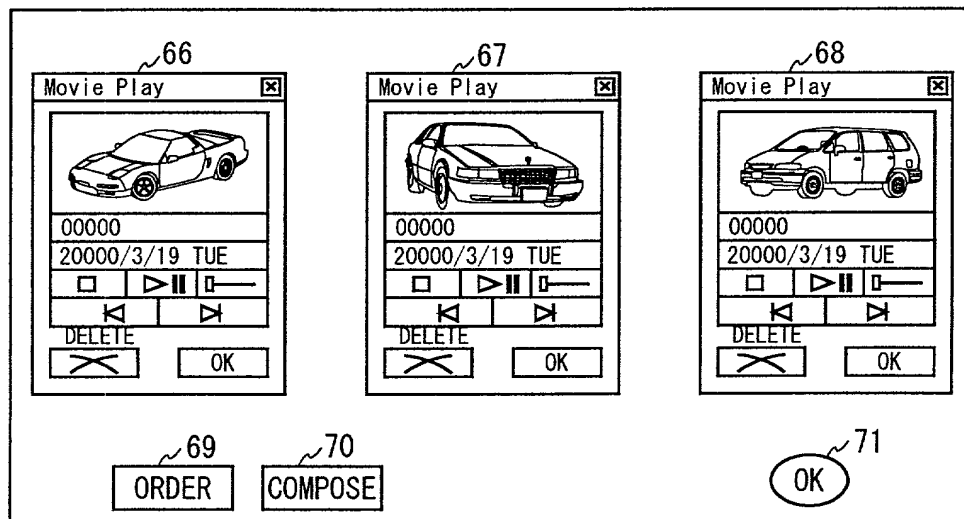 66
67
68
Movie Play
Movie Play
Movie Play
00000
00000
00000
20000/3/19 TUE
20000/3/19 TUE
20000/3/19 TUE
DELETE
DELETE
DELETE
OK
OK
OK
69
70
71
ORDER
COMPOSE
OK